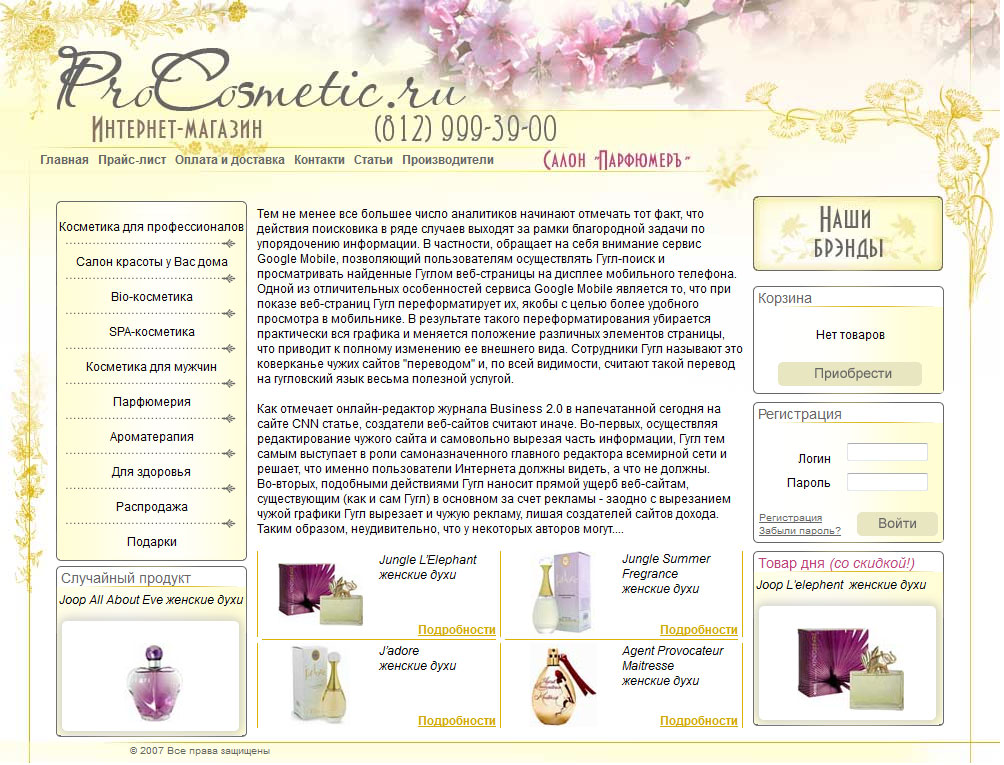 ProCosmetic.ru
Интернет-магазин
(812) 999-39-00
Главная Прайс-лист Оплата и доставка Контакти Статьи Производители
Салон "Парфюмеръ"
Косметика для профессионалов
Салон красоты у Вас дома
Bio-косметика
SPA-косметика
Косметика для мужчин
Парфюмерия
Ароматерапия
Для здоровья
Распродажа
Подарки
Случайный продукт
Joop All About Eve женские духи
Тем не менее все большее число аналитиков начинают отмечать тот факт, что
действия поисковика в ряде случаев выходят за рамки благородной задачи по
упорядочению информации. В частности, обращает на себя внимание сервис
Google Mobile, позволяющий пользователям осуществлять Гугл-поиск и
просматривать найденные Гуглом веб-страницы на дисплее мобильного телефона.
Одной из отличительных особенностей сервиса Google Mobile является то, что при
показе веб-страниц Гугл переформатирует их, якобы с целью более удобного
просмотра в мобильнике. В результате такого переформатирования убирается
практически вся графика и меняется положение различных элементов страницы,
что приводит к полному изменению ее внешнего вида. Сотрудники Гугл называют это
коверканье чужих сайтов "переводом" и, по всей видимости, считают такой перевод
на гугловский язык весьма полезной услугой.
Как отмечает онлайн-редактор журнала Business 2.0 в напечатанной сегодня на
сайте CNN статье, создатели веб-сайтов считают иначе. Во-первых, осуществляя
редактирование чужого сайта и самовольно вырезая часть информации, Гугл тем
самым выступает в роли самоназначенного главного редактора всемирной сети и
решает, что именно пользователи Интернета должны видеть, а что не должны.
Во-вторых, подобными действиями Гугл наносит прямой ущерб веб-сайтам,
существующим (как и сам Гугл) в основном за счет рекламы - заодно с вырезанием
чужой графики Гугл вырезает и чужую рекламу, лишая создателей сайтов дохода.
Таким образом, неудивительно, что у некоторых авторов могут....
Jungle L'Elephant
женские духи
Подробности
Jungle Summer
Fregrance
женские духи
Подробности
J'adore
женские духи
Подробности
Agent Provocateur
Maitresse
женские духи
Подробности
Наши
брэнды
Корзина
Нет товаров
Приобрести
Регистрация
Логин
Пароль
Регистрация
Забыли пароль?
Войти
Товар дня (со скидкой!)
Joop L'elephent женские духи
© 2007 Все права защищены